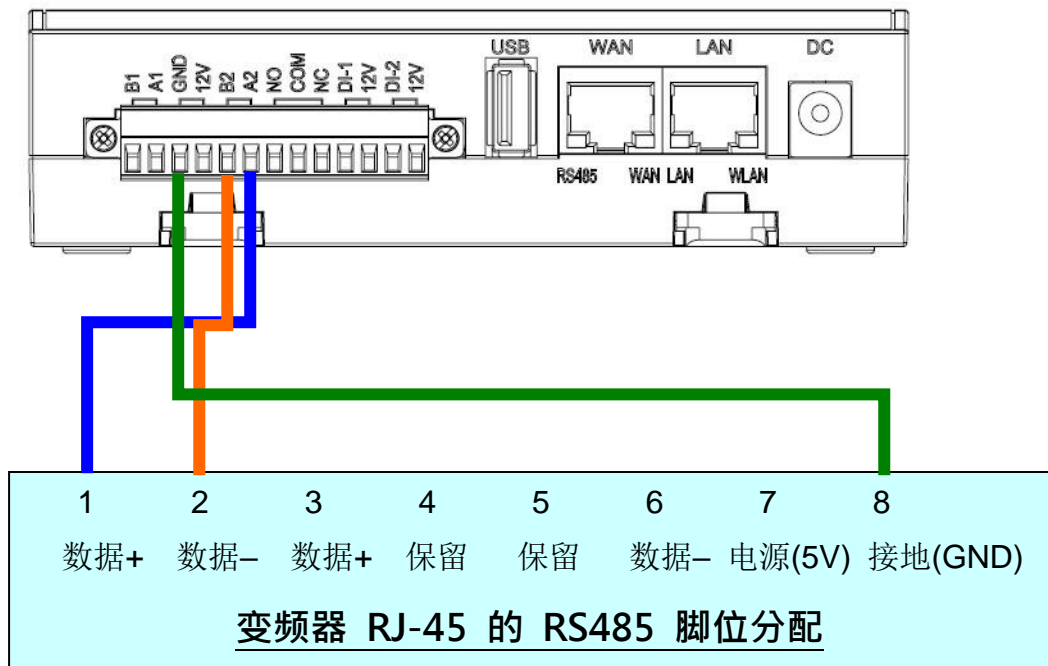 USB WAN LAN DC
B1 A1 GND 12V B2 A2 NO COM NC DI-1 12V DI-2 12V
RS485 WAN LAN WLAN
1 2 3 4 5 6 7 8
数据+ 数据– 数据+ 保留 保留 数据– 电源(5V) 接地(GND)
变频器 RJ-45 的 RS485 脚位分配